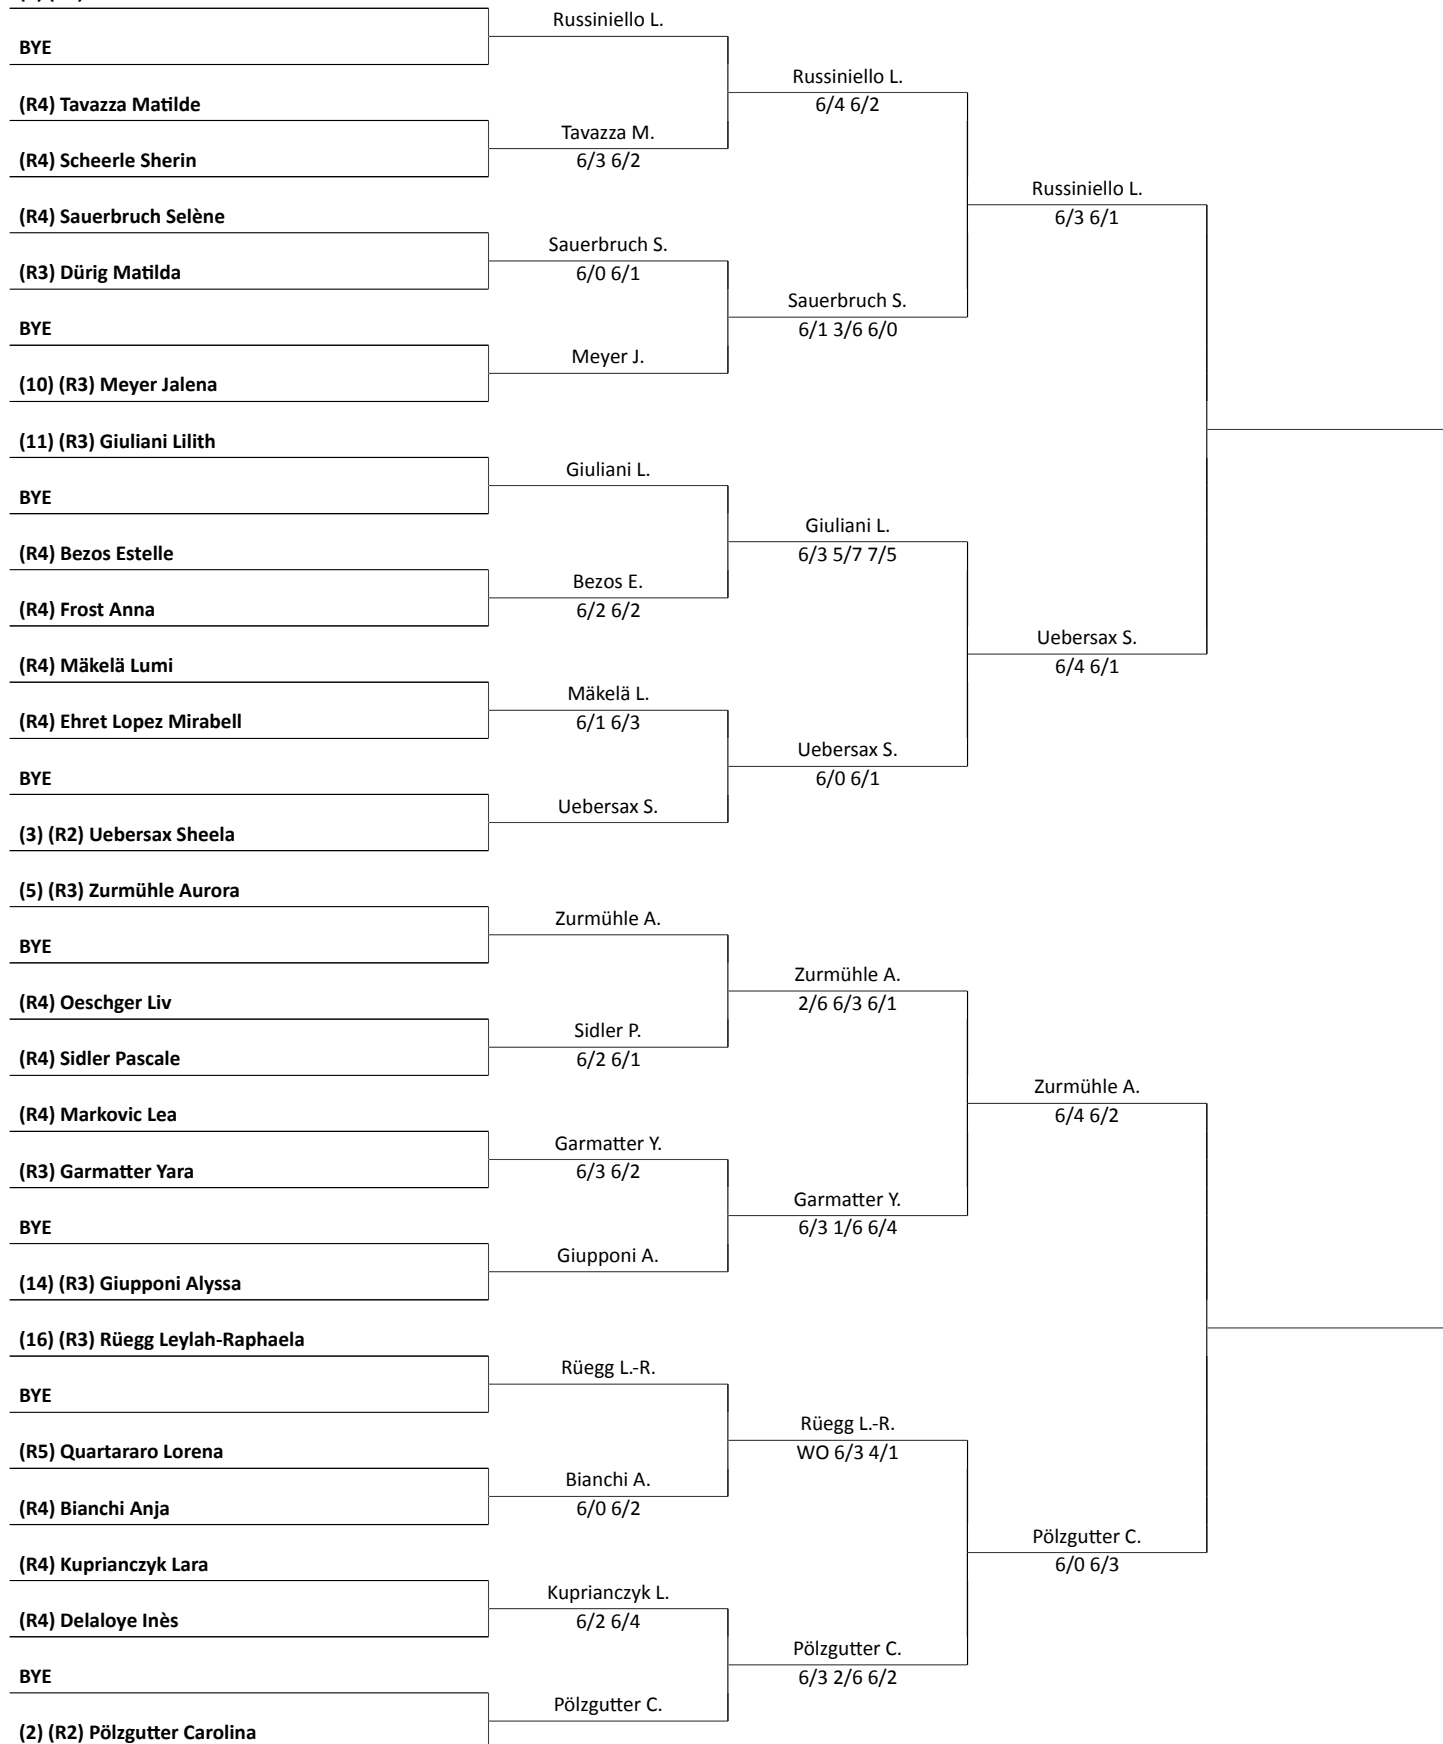 BYE
(R4) Tavazza Matilde
(R4) Scheerle Sherin
(R4) Sauerbruch Selène
(R3) Dürig Matilda
BYE
(10) (R3) Meyer Jalena
(11) (R3) Giuliani Lilith
BYE
(R4) Bezos Estelle
(R4) Frost Anna
(R4) Mäkelä Lumi
(R4) Ehret Lopez Mirabell
BYE
(3) (R2) Uebersax Sheela
(5) (R3) Zurmühle Aurora
BYE
(R4) Oeschger Liv
(R4) Sidler Pascale
(R4) Markovic Lea
(R3) Garmatter Yara
BYE
(14) (R3) Giupponi Alyssa
(16) (R3) Rüegg Leylah-Raphaela
BYE
(R5) Quartararo Lorena
(R4) Bianchi Anja
(R4) Kuprianczyk Lara
(R4) Delaloye Inès
BYE
(2) (R2) Pölzgutter Carolina
Russiniello L.
Tavazza M.
6/3 6/2
Sauerbruch S.
6/0 6/1
Meyer J.
Giuliani L.
Bezos E.
6/2 6/2
Mäkelä L.
6/1 6/3
Uebersax S.
Zurmühle A.
Sidler P.
6/2 6/1
Garmatter Y.
6/3 6/2
Giupponi A.
Rüegg L.-R.
Bianchi A.
6/0 6/2
Kuprianczyk L.
6/2 6/4
Pölzgutter C.
Russiniello L.
6/4 6/2
Sauerbruch S.
6/1 3/6 6/0
Giuliani L.
6/3 5/7 7/5
Uebersax S.
6/0 6/1
Zurmühle A.
2/6 6/3 6/1
Garmatter Y.
6/3 1/6 6/4
Rüegg L.-R.
WO 6/3 4/1
Pölzgutter C.
6/3 2/6 6/2
Russiniello L.
6/3 6/1
Uebersax S.
6/4 6/1
Zurmühle A.
6/4 6/2
Pölzgutter C.
6/0 6/3